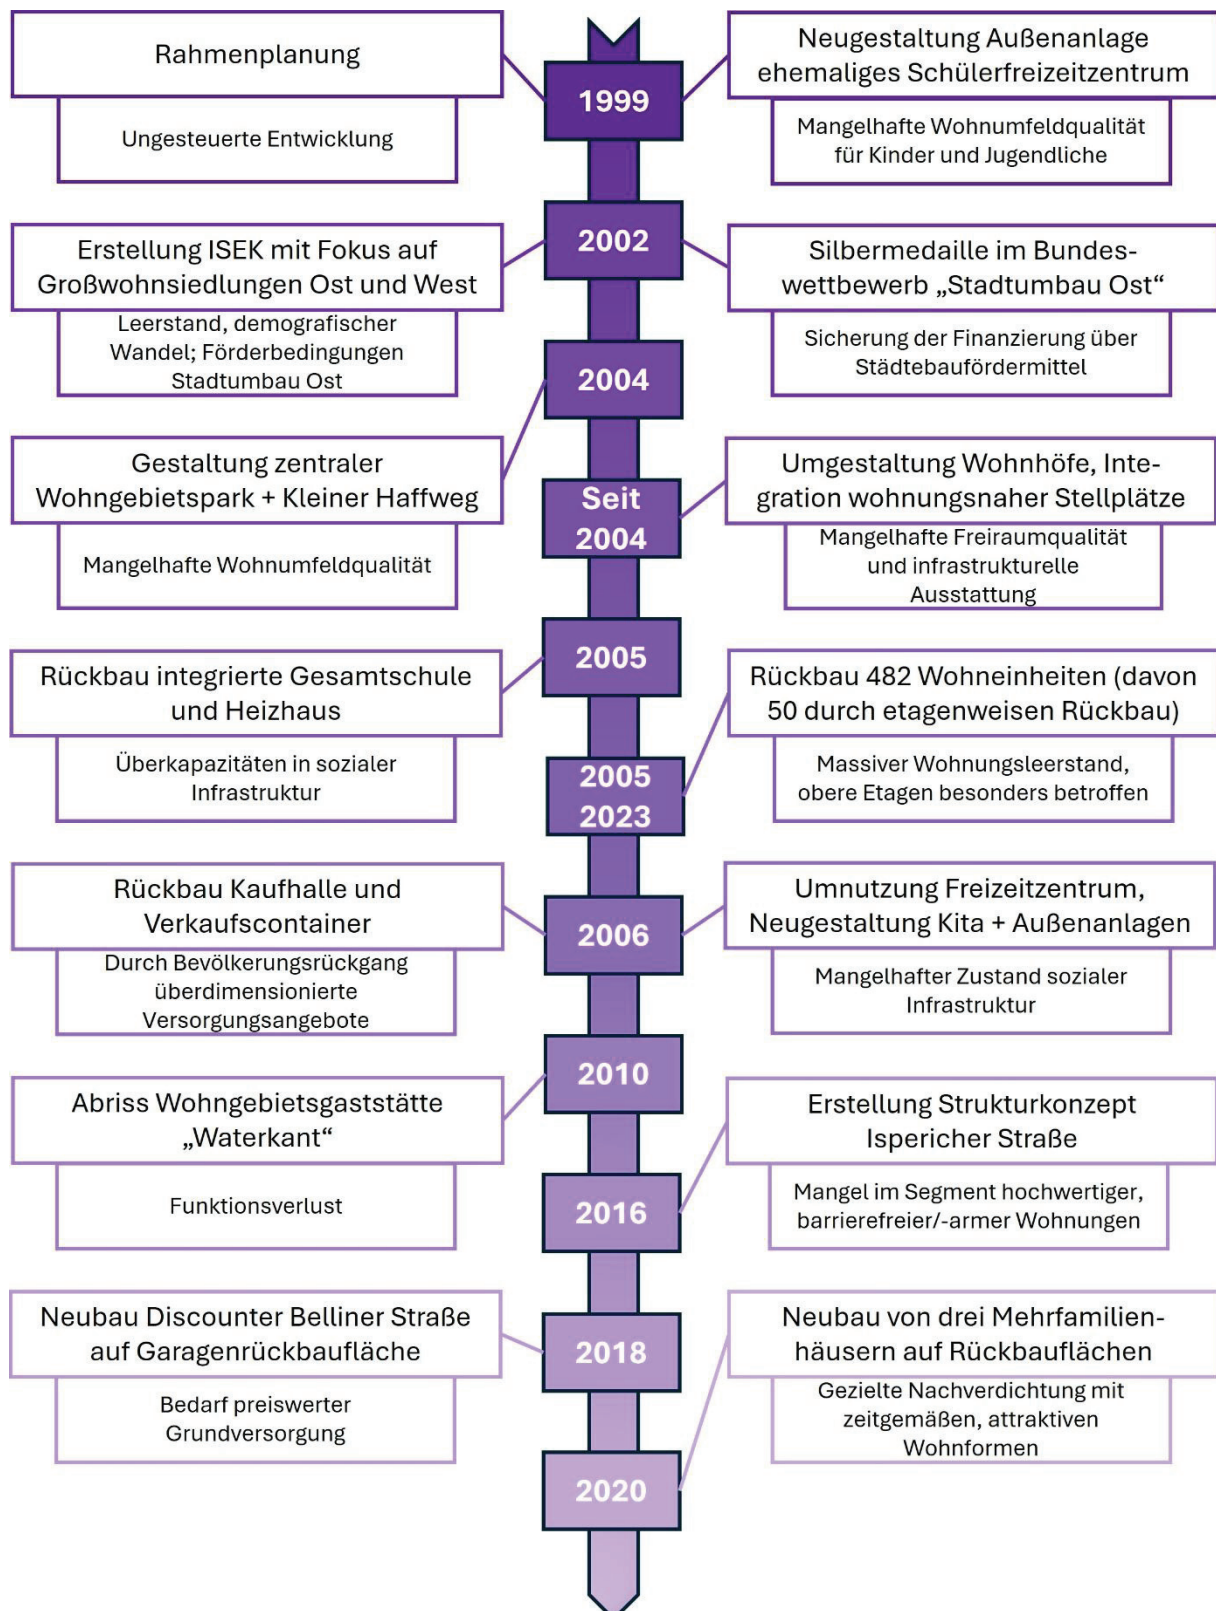 Rahmenplanung
Ungesteuerte Entwicklung
1999
Neugestaltung Außenanlage
ehemaliges Schülerfreizeitzentrum
Mangelhafte Wohnumfeldqualität
für Kinder und Jugendliche
Erstellung ISEK mit Fokus auf
Großwohnsiedlungen Ost und West
Leerstand, demografischer
Wandel; Förderbedingungen
Stadtumbau Ost
2002
Silbermedaille im Bundes-
wettbewerb „Stadtumbau Ost“
Sicherung der Finanzierung über
Städtebaufördermittel
2004
Gestaltung zentraler
Wohngebietspark + Kleiner Haffweg
Mangelhafte Wohnumfeldqualität
Seit
2004
Umgestaltung Wohnhöfe, Inte-
gration wohnungsnaher Stellplätze
Mangelhafte Freiraumqualität
und infrastrukturelle
Ausstattung
2005
Rückbau integrierte Gesamtschule
und Heizhaus
Überkapazitäten in sozialer
Infrastruktur
2005
2023
Rückbau 482 Wohneinheiten (davon
50 durch etagenweisen Rückbau)
Massiver Wohnungsleerstand,
obere Etagen besonders betroffen
Rückbau Kaufhalle und
Verkaufscontainer
Durch Bevölkerungsrückgang
überdimensionierte
Versorgungsangebote
2006
Umnutzung Freizeitzentrum,
Neugestaltung Kita + Außenanlagen
Mangelhafter Zustand sozialer
Infrastruktur
2010
Abriss Wohngebietsgaststätte
„Waterkant“
Funktionsverlust
2016
Erstellung Strukturkonzept
Ispericher Straße
Mangel im Segment hochwertiger,
barrierefreier/-armer Wohnungen
Neubau Discounter Belliner Straße
auf Garagenrückbaufläche
Bedarf preiswerter
Grundversorgung
2018
Neubau von drei Mehrfamilien-
häusern auf Rückbauflächen
Gezielte Nachverdichtung mit
zeitgemäßen, attraktiven
Wohnformen
2020